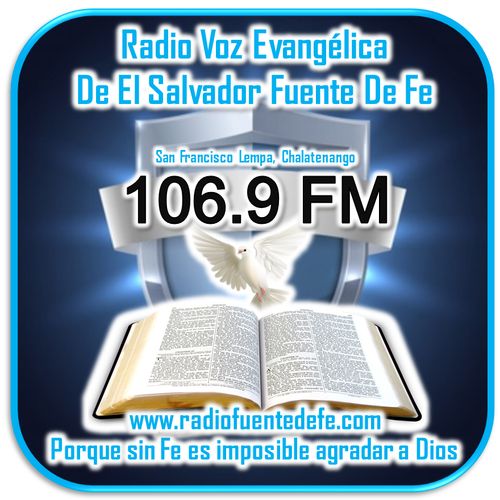 Radio Voz Evangélica
De El Salvador Fuente De Fe
San Francisco Lempa, Chalatenango
106.9 FM
www.radiofuentedefe.com
Porque sin Fe es imposible agradar a Dios